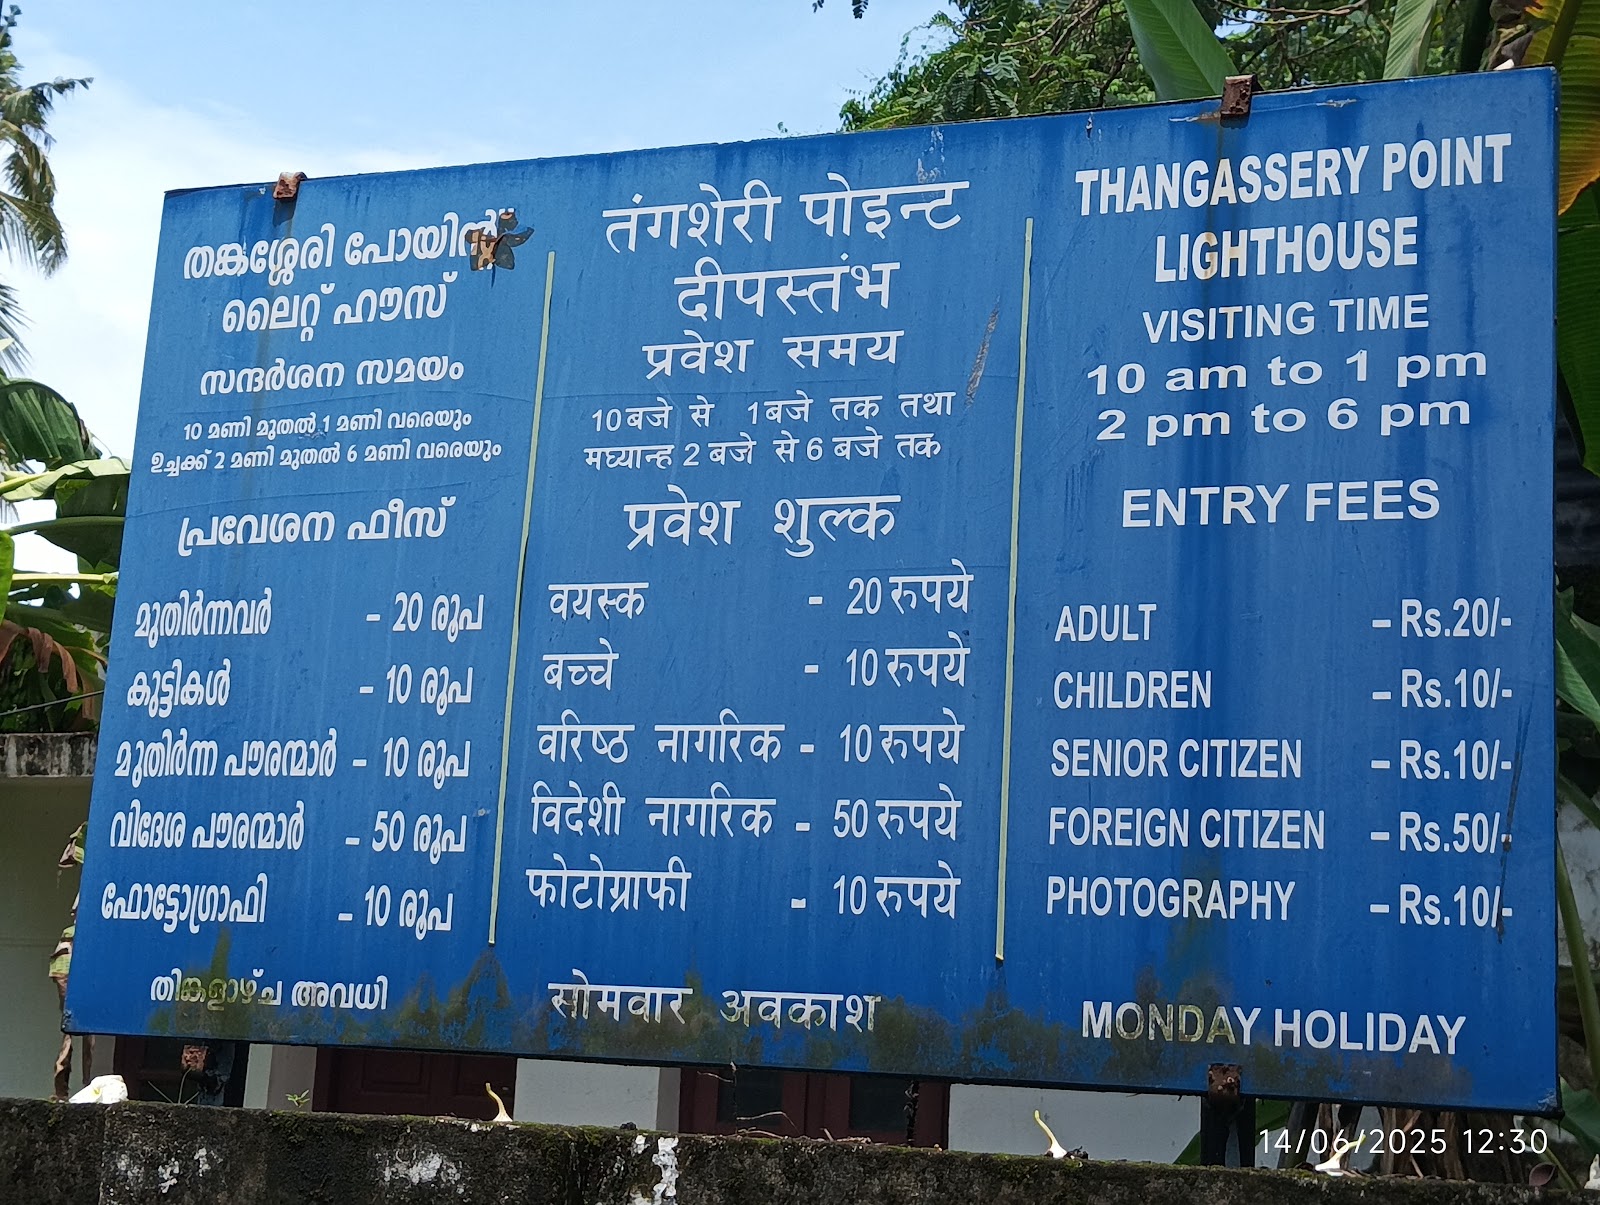 തങ്കശ്ശേരി പോയിന്റ്
ലൈറ്റ് ഹൗസ്
സന്ദർശന സമയം
10 മണി മുതൽ 1 മണി വരെയും
ഉച്ചക്ക് 2 മണി മുതൽ 6 മണി വരെയും
പ്രവേശന ഫീസ്
മുതിർന്നവർ - 20 രൂപ
കുട്ടികൾ - 10 രൂപ
മുതിർന്ന പൗരന്മാർ - 10 രൂപ
വിദേശ പൗരന്മാർ - 50 രൂപ
ഫോട്ടോഗ്രാഫി - 10 രൂപ
തിങ്കളാഴ്ച അവധി
तंगशेरी पोइन्ट
दीपस्तंभ
प्रवेश समय
10 बजे से 1 बजे तक तथा
मघ्यान्ह 2 बजे से 6 बजे तक
प्रवेश शुल्क
वयस्क - 20 रुपये
बच्चे - 10 रुपये
वरिष्ठ नागरिक - 10 रुपये
विदेशी नागरिक - 50 रुपये
फोटोग्राफी - 10 रुपये
सोमवार अवकाश
THANGASSERY POINT
LIGHTHOUSE
VISITING TIME
10 am to 1 pm
2 pm to 6 pm
ENTRY FEES
ADULT – Rs.20/-
CHILDREN – Rs.10/-
SENIOR CITIZEN – Rs.10/-
FOREIGN CITIZEN – Rs.50/-
PHOTOGRAPHY – Rs.10/-
MONDAY HOLIDAY
14/06/2025 12:30